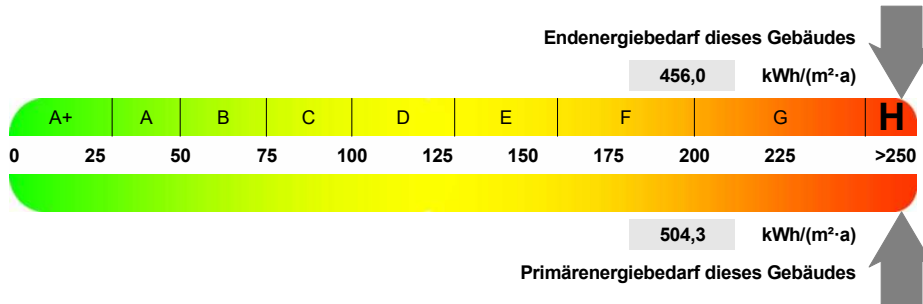 Endenergiebedarf dieses Gebäudes
456,0 kWh/(m²·a)
A+ A B C D E F G H
0 25 50 75 100 125 150 175 200 225 >250
504,3 kWh/(m²·a)
Primärenergiebedarf dieses Gebäudes